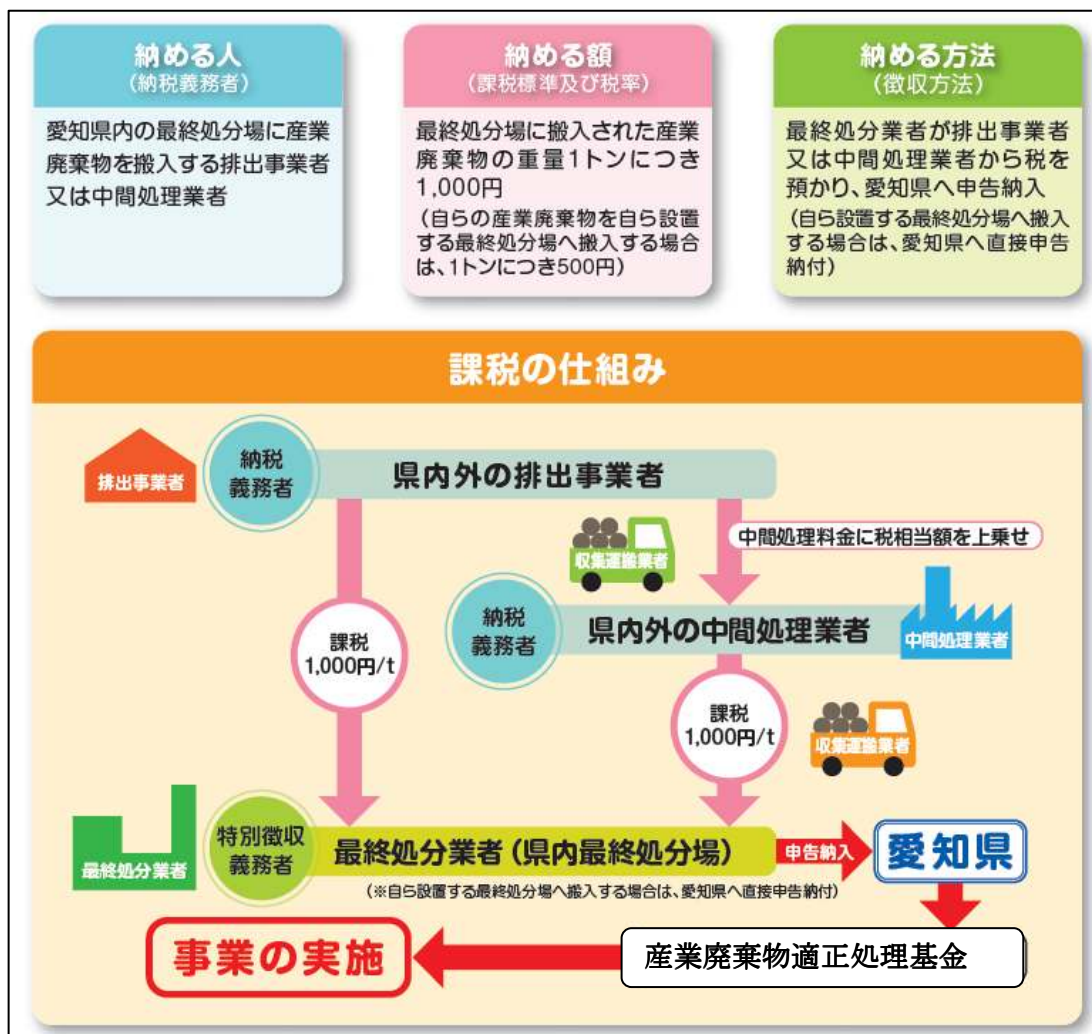 納める人
(納税義務者)
愛知県内の最終処分場に産業
廃棄物を搬入する排出事業者
又は中間処理業者
納める額
(課税標準及び税率)
最終処分場に搬入された産業
廃棄物の重量1トンにつき
1,000円
(自らの産業廃棄物を自ら設置
する最終処分場へ搬入する場合
は、1トンにつき500円)
納める方法
(徴収方法)
最終処分業者が排出事業者
又は中間処理業者から税を
預かり、愛知県へ申告納入
(自ら設置する最終処分場へ搬入
する場合は、愛知県へ直接申告
納付)
課税の仕組み
排出事業者
納税
義務者
県内外の排出事業者
収集運搬業者
中間処理料金に税相当額を上乗せ
納税
義務者
県内外の中間処理業者
中間処理業者
課税
1,000円/t
課税
1,000円/t
収集運搬業者
最終処分業者
特別徴収
義務者
最終処分業者(県内最終処分場)
申告納入
愛知県
(※自ら設置する最終処分場へ搬入する場合は、愛知県へ直接申告納付)
事業の実施
産業廃棄物適正処理基金